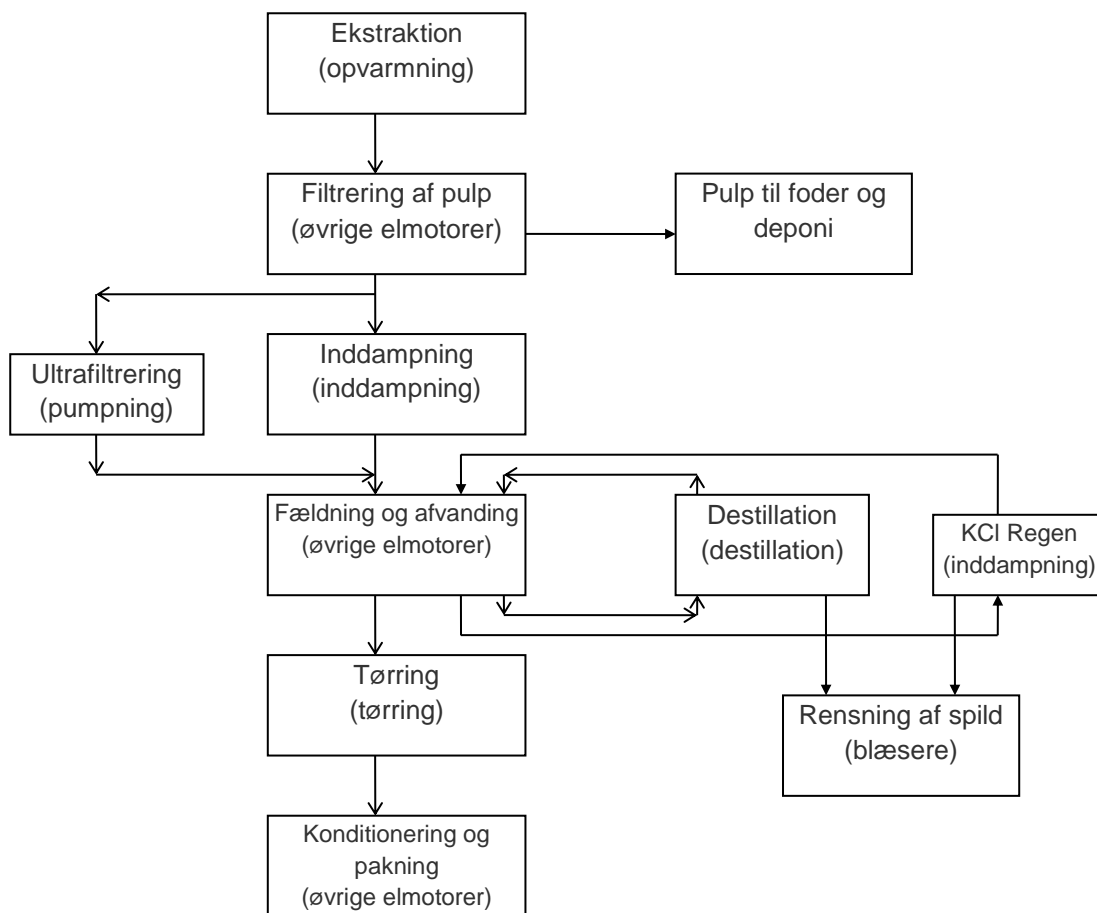 Ekstraktion
(opvarmning)
Filtrering af pulp
(øvrige elmotorer)
Pulp til foder og
deponi
Ultrafiltrering
(pumpning)
Inddampning
(inddampning)
Fældning og afvanding
(øvrige elmotorer)
Destillation
(destillation)
KCl Regen
(inddampning)
Tørring
(tørring)
Rensning af spild
(blæsere)
Konditionering og
pakning
(øvrige elmotorer)